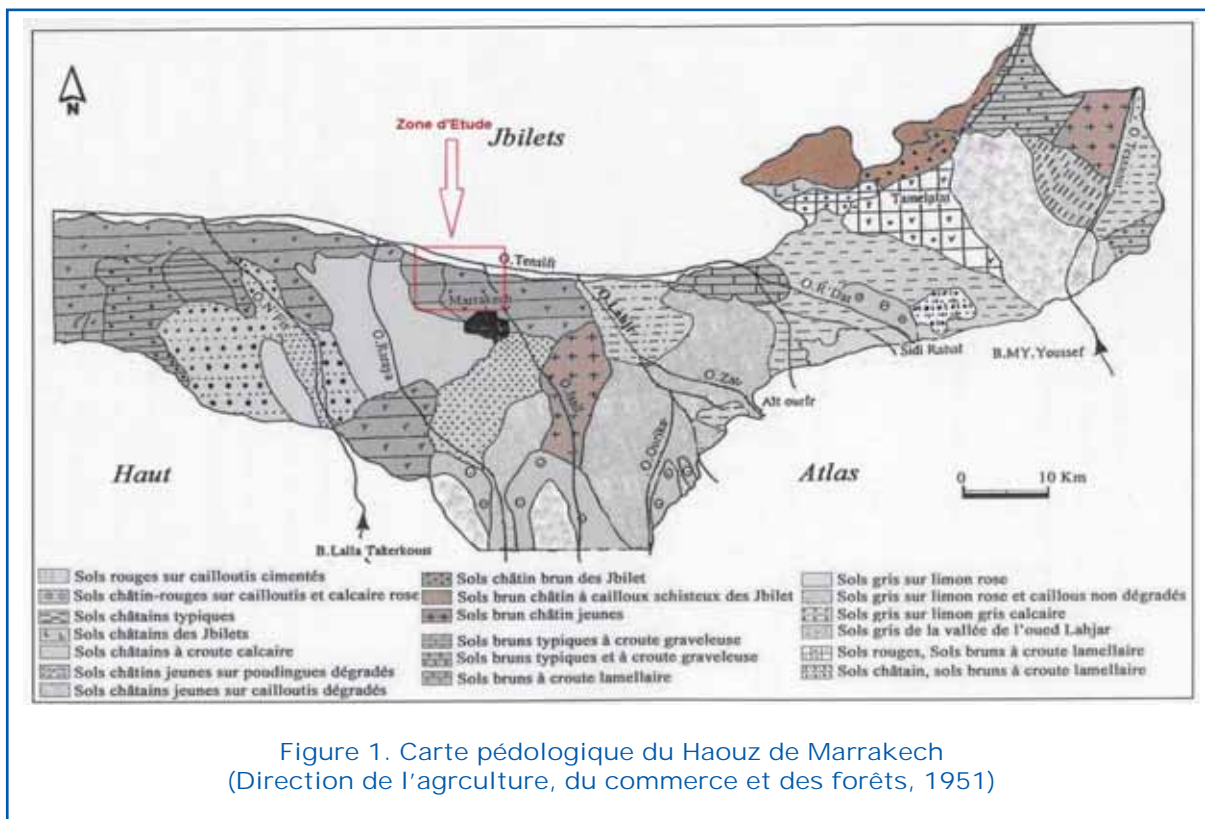 N
Zone d'Etude
Jbilets
O. Tensift
Marrakech
Tamelalat
O. Tessaout
O. N'fis
O. Rhraya
O. Lahjr
O. R'Dat
Sidi Rahal
B.MY.Youssef
O. Zat
Aït ourir
O. Issil
O. Ourika
Haut
Atlas
0 10 Km
B.Lalla Takerkoust
Sols rouges sur cailloutis cimentés
Sols châtin-rouges sur cailloutis et calcaire rose
Sols châtains typiques
Sols châtains des Jbilets
Sols châtains à croute calcaire
Sols châtins jeunes sur poudingues dégradés
Sols châtains jeunes sur cailloutis dégradés
Sols châtin brun des Jbilet
Sols brun châtin à cailloux schisteux des Jbilet
Sols brun châtin jeunes
Sols bruns typiques à croute graveleuse
Sols bruns typiques et à croute graveleuse
Sols bruns à croute lamellaire
Sols gris sur limon rose
Sols gris sur limon rose et caillous non dégradés
Sols gris sur limon gris calcaire
Sols gris de la vallée de l'oued Lahjar
Sols rouges, Sols bruns à croute lamellaire
Sols châtain, sols bruns à croute lamellaire
Figure 1. Carte pédologique du Haouz de Marrakech
(Direction de l'agrculture, du commerce et des forêts, 1951)